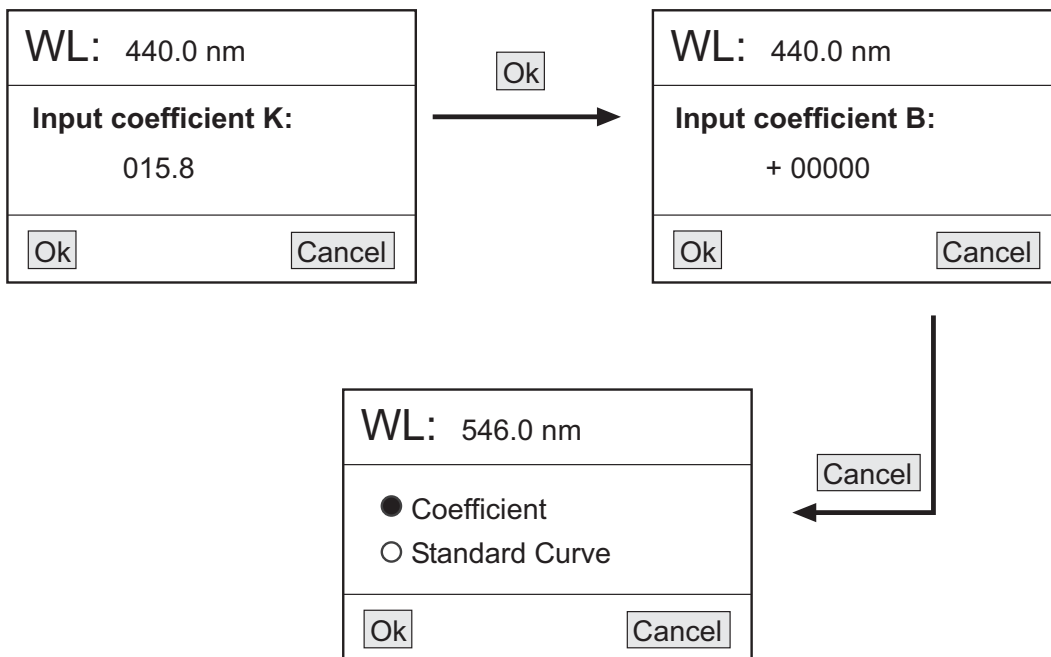 WL: 440.0 nm
Input coefficient K:
015.8
Ok Cancel
Ok
WL: 440.0 nm
Input coefficient B:
+ 00000
Ok Cancel
Cancel
WL: 546.0 nm
Coefficient
Standard Curve
Ok Cancel